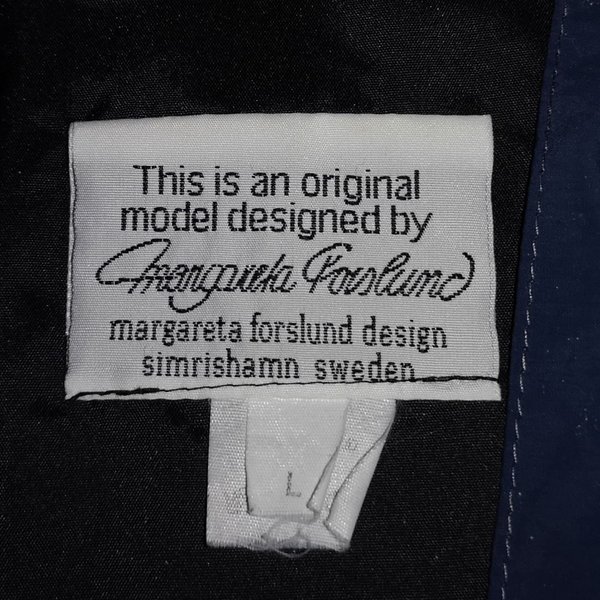 This is an original
model designed by
Margareta Forslund
margareta forslund design
simrishamn sweden
L